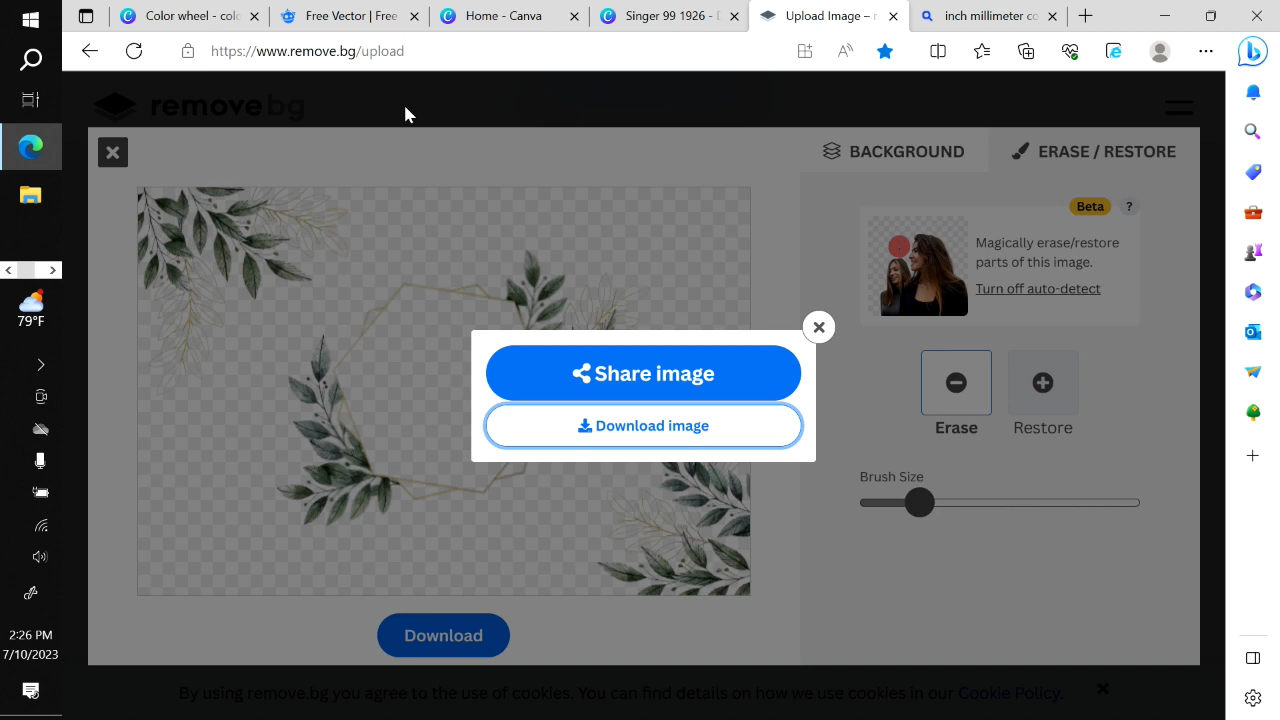 Color wheel - colo
Free Vector | Free
Home - Canva
Singer 99 1926 - D
Upload Image – r
inch millimeter co
https://www.remove.bg/upload
removebg
BACKGROUND
ERASE / RESTORE
Beta
?
Magically erase/restore
parts of this image.
Turn off auto-detect
Share image
Download image
Erase
Restore
Brush Size
Download
By using remove.bg you agree to the use of cookies. You can find details on how we use cookies in our Cookie Policy.
79°F
2:26 PM
7/10/2023